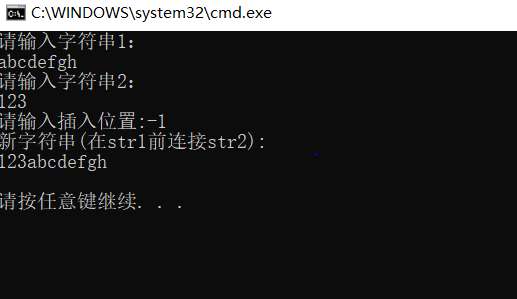 C:\WINDOWS\system32\cmd.exe
请输入字符串1:
abcdefgh
请输入字符串2:
123
请输入插入位置:-1
新字符串(在str1前连接str2):
123abcdefgh
请按任意键继续. . .